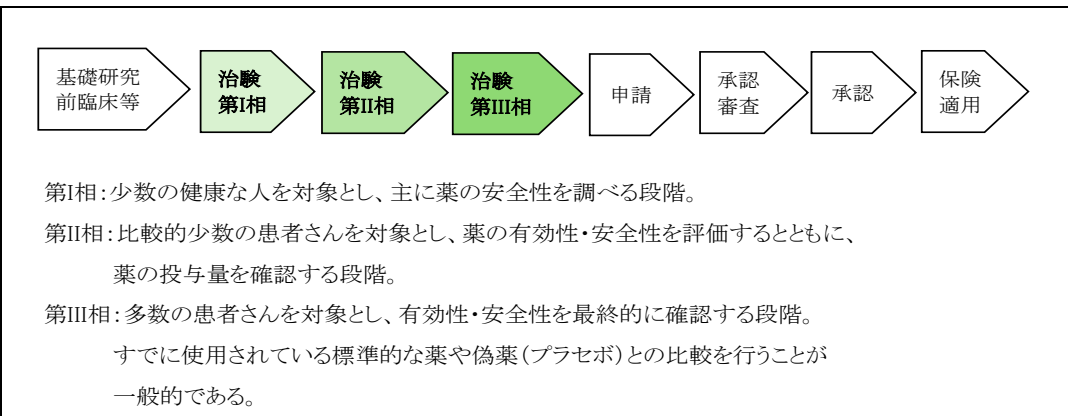 基礎研究
前臨床等
治験
第I相
治験
第II相
治験
第III相
申請
承認
審査
承認
保険
適用
第I相:少数の健康な人を対象とし、主に薬の安全性を調べる段階。
第II相:比較的少数の患者さんを対象とし、薬の有効性・安全性を評価するとともに、
薬の投与量を確認する段階。
第III相:多数の患者さんを対象とし、有効性・安全性を最終的に確認する段階。
すでに使用されている標準的な薬や偽薬(プラセボ)との比較を行うことが
一般的である。